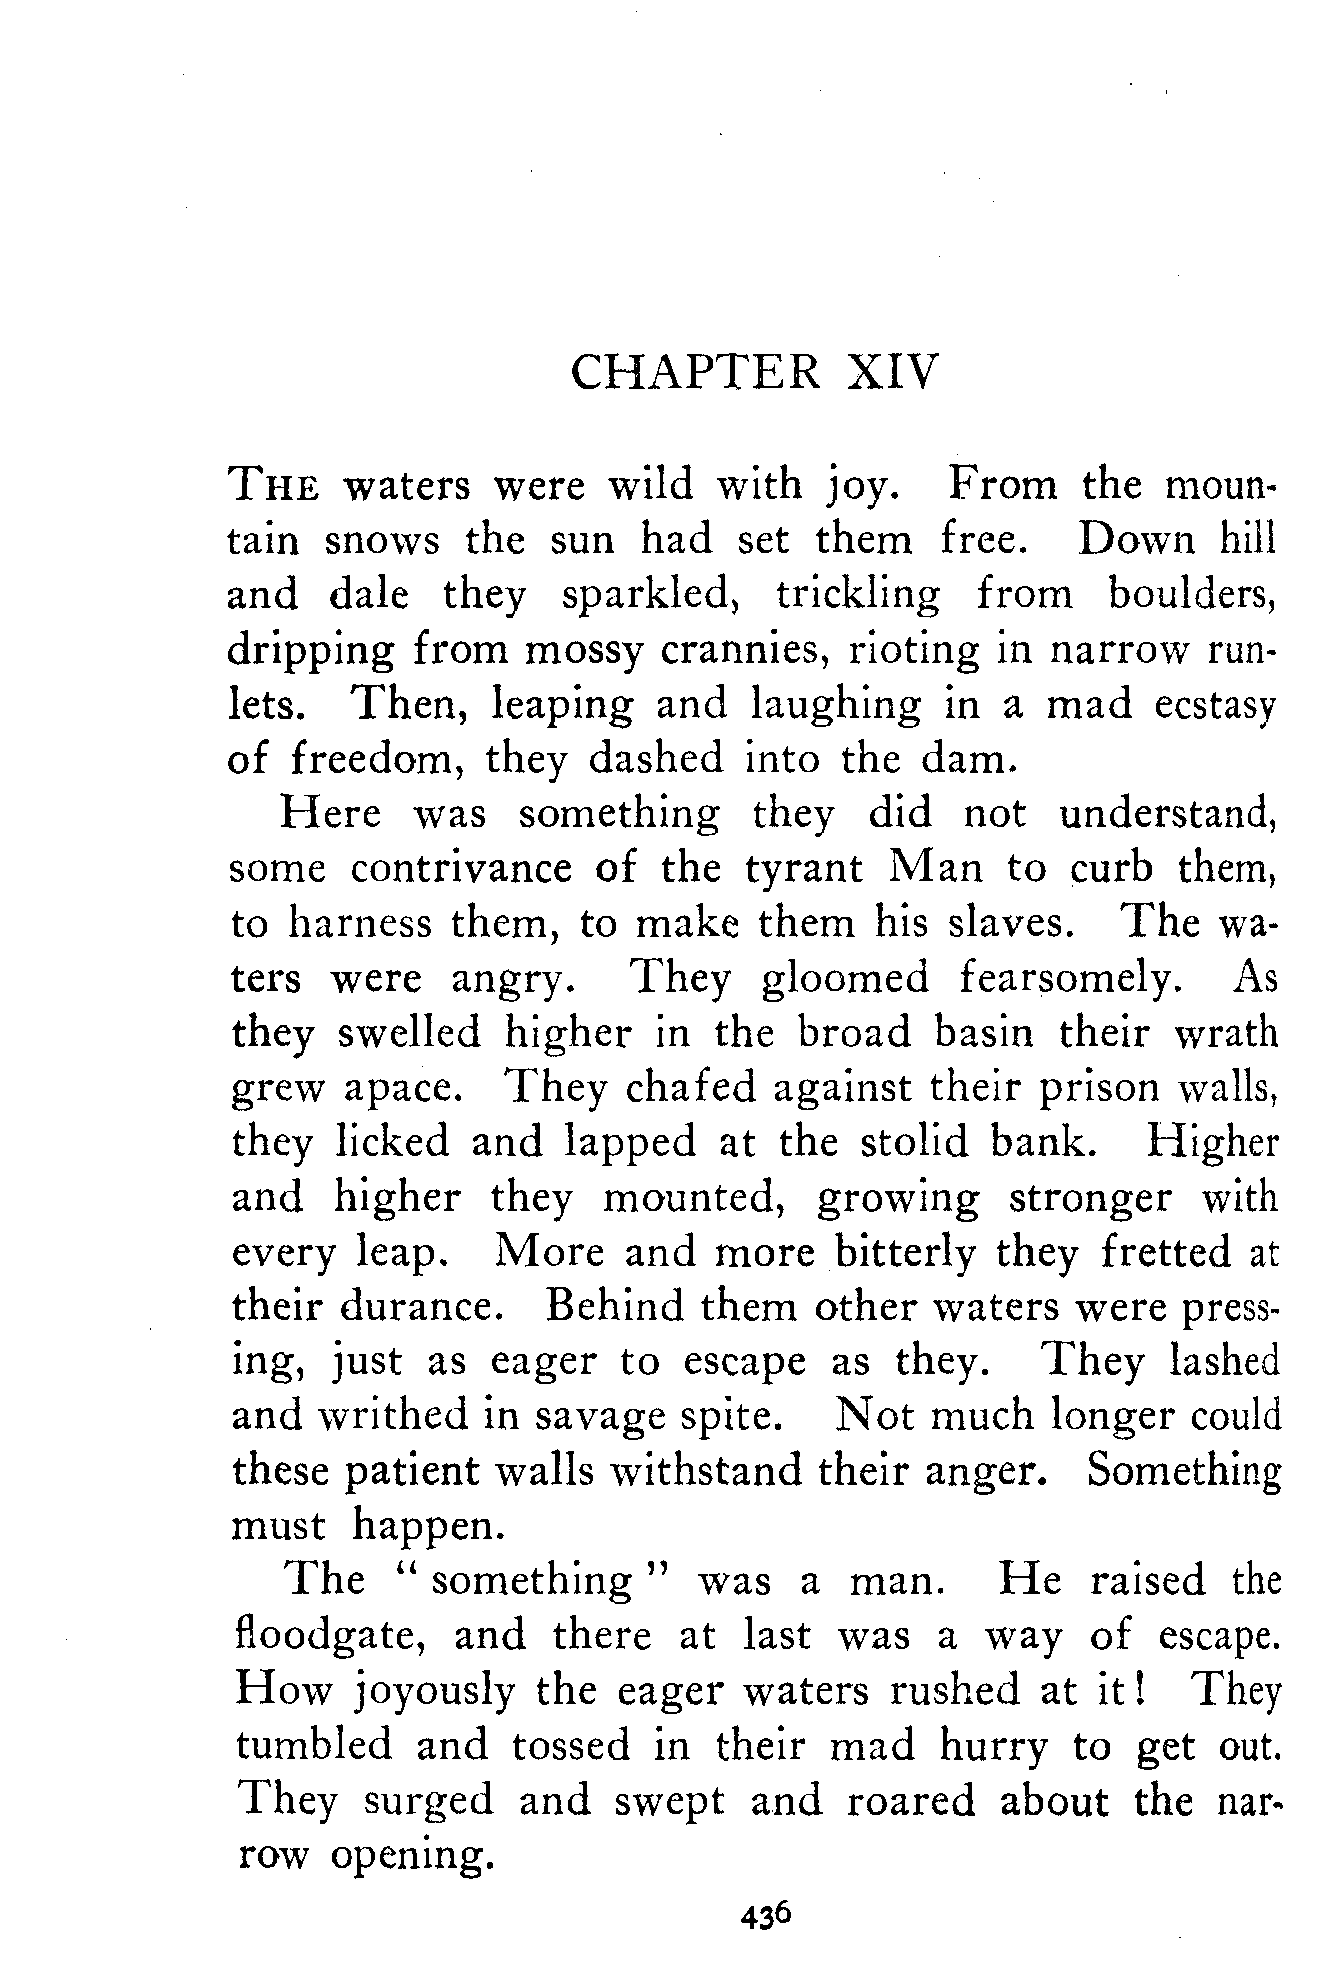 CHAPTER XIV
THE waters were wild with joy. From the moun-
tain snows the sun had set them free. Down hill
and dale they sparkled, trickling from boulders,
dripping from mossy crannies, rioting in narrow run-
lets. Then, leaping and laughing in a mad ecstasy
of freedom, they dashed into the dam.
Here was something they did not understand,
some contrivance of the tyrant Man to curb them,
to harness them, to make them his slaves. The wa-
ters were angry. They gloomed fearsomely. As
they swelled higher in the broad basin their wrath
grew apace. They chafed against their prison walls,
they licked and lapped at the stolid bank. Higher
and higher they mounted, growing stronger with
every leap. More and more bitterly they fretted at
their durance. Behind them other waters were press-
ing, just as eager to escape as they. They lashed
and writhed in savage spite. Not much longer could
these patient walls withstand their anger. Something
must happen.
The “ something ” was a man. He raised the
floodgate, and there at last was a way of escape.
How joyously the eager waters rushed at it! They
tumbled and tossed in their mad hurry to get out.
They surged and swept and roared about the nar-
row opening.
436